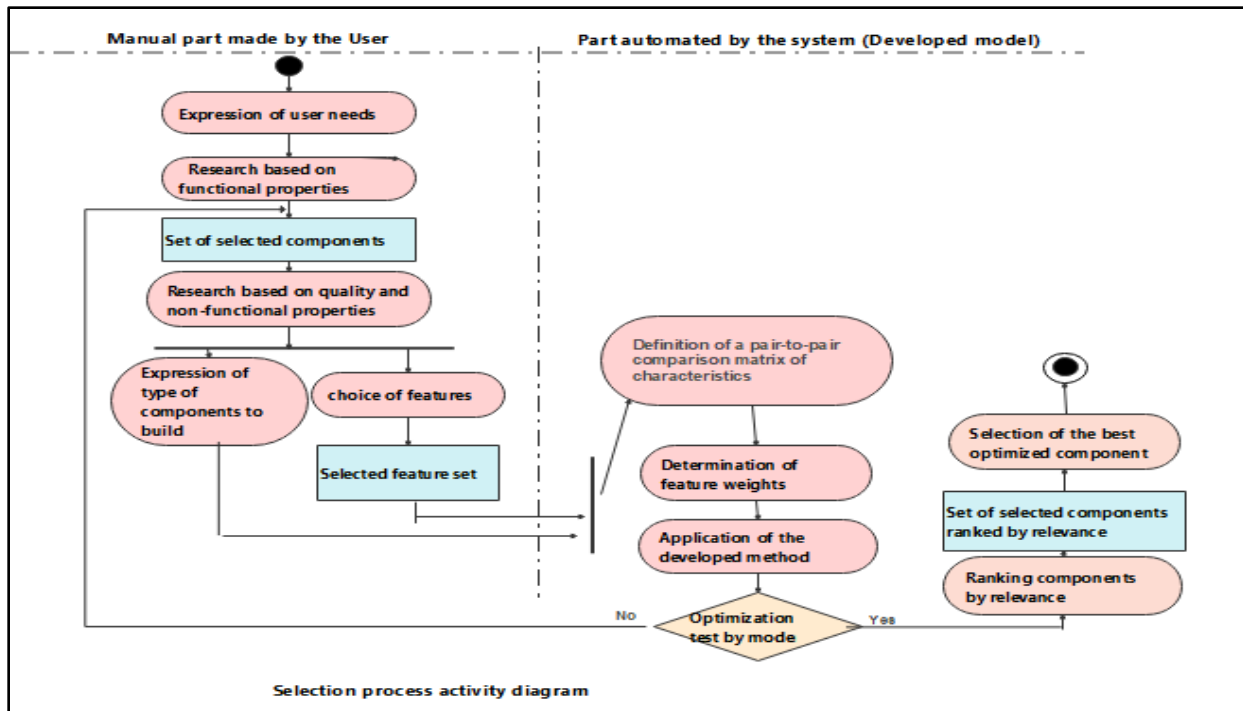 Manual part made by the User
Part automated by the system (Developed model)
Expression of user needs
Research based on
functional properties
Set of selected components
Research based on quality and
non-functional properties
Expression of
type of
components to
build
choice of features
Selected feature set
Definition of a pair-to-pair
comparison matrix of
characteristics
Determination of
feature weights
Application of the
developed method
Optimization
test by mode
No
Yes
Selection of the best
optimized component
Set of selected components
ranked by relevance
Ranking components
by relevance
Selection process activity diagram